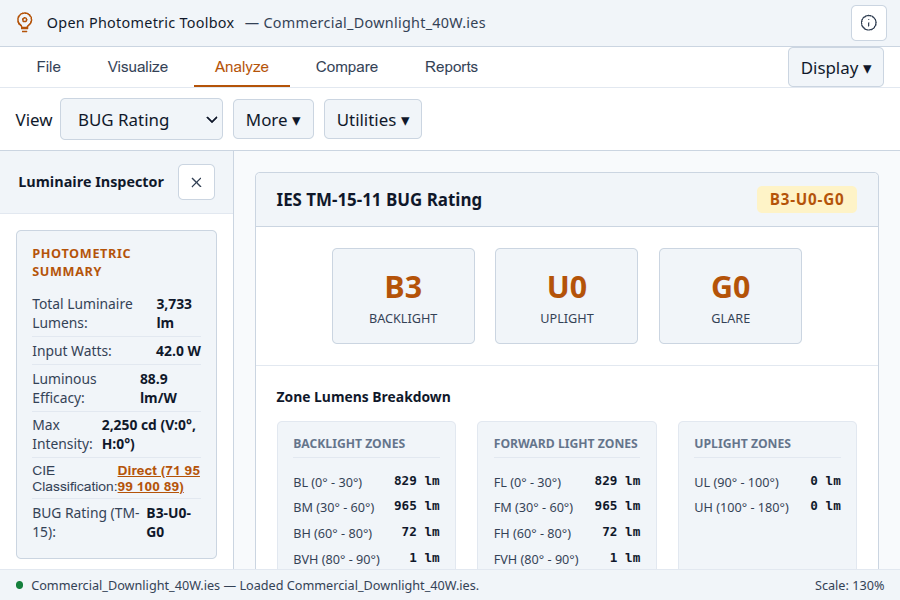 Open Photometric Toolbox — Commercial_Downlight_40W.ies
File Visualize Analyze Compare Reports Display ▾
View BUG Rating More ▾ Utilities ▾
Luminaire Inspector
PHOTOMETRIC
SUMMARY
Total Luminaire
Lumens:
3,733
lm
Input Watts: 42.0 W
Luminous
Efficacy:
88.9
lm/W
Max
Intensity:
2,250 cd (V:0°,
H:0°)
CIE
Classification:
Direct (71 95
99 100 89)
BUG Rating (TM-
15):
B3-U0-
G0
IES TM-15-11 BUG Rating B3-U0-G0
B3
BACKLIGHT
U0
UPLIGHT
G0
GLARE
Zone Lumens Breakdown
BACKLIGHT ZONES
BL (0° - 30°) 829 lm
BM (30° - 60°) 965 lm
BH (60° - 80°) 72 lm
BVH (80° - 90°) 1 lm
FORWARD LIGHT ZONES
FL (0° - 30°) 829 lm
FM (30° - 60°) 965 lm
FH (60° - 80°) 72 lm
FVH (80° - 90°) 1 lm
UPLIGHT ZONES
UL (90° - 100°) 0 lm
UH (100° - 180°) 0 lm
Commercial_Downlight_40W.ies — Loaded Commercial_Downlight_40W.ies.
Scale: 130%